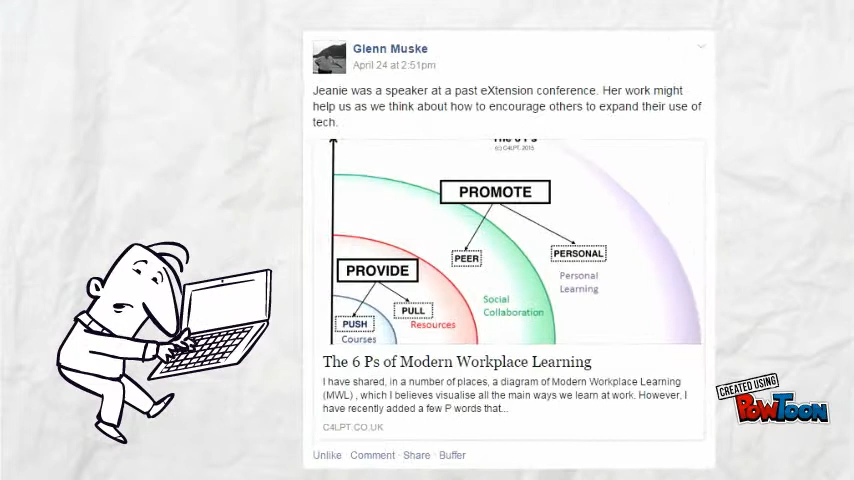 Glenn Muske
April 24 at 2:51pm
Jeanie was a speaker at a past eXtension conference. Her work might
help us as we think about how to encourage others to expand their use of
tech.
(c) C4LPT, 2015
PROMOTE
PEER
PERSONAL
Personal
Learning
PROVIDE
PUSH
PULL
Courses
Resources
Social
Collaboration
The 6 Ps of Modern Workplace Learning
I have shared, in a number of places, a diagram of Modern Workplace Learning
(MWL) , which I believes visualise all the main ways we learn at work. However, I
have recently added a few P words that...
C4LPT.CO.UK
Unlike · Comment · Share · Buffer
CREATED USING
PowToon